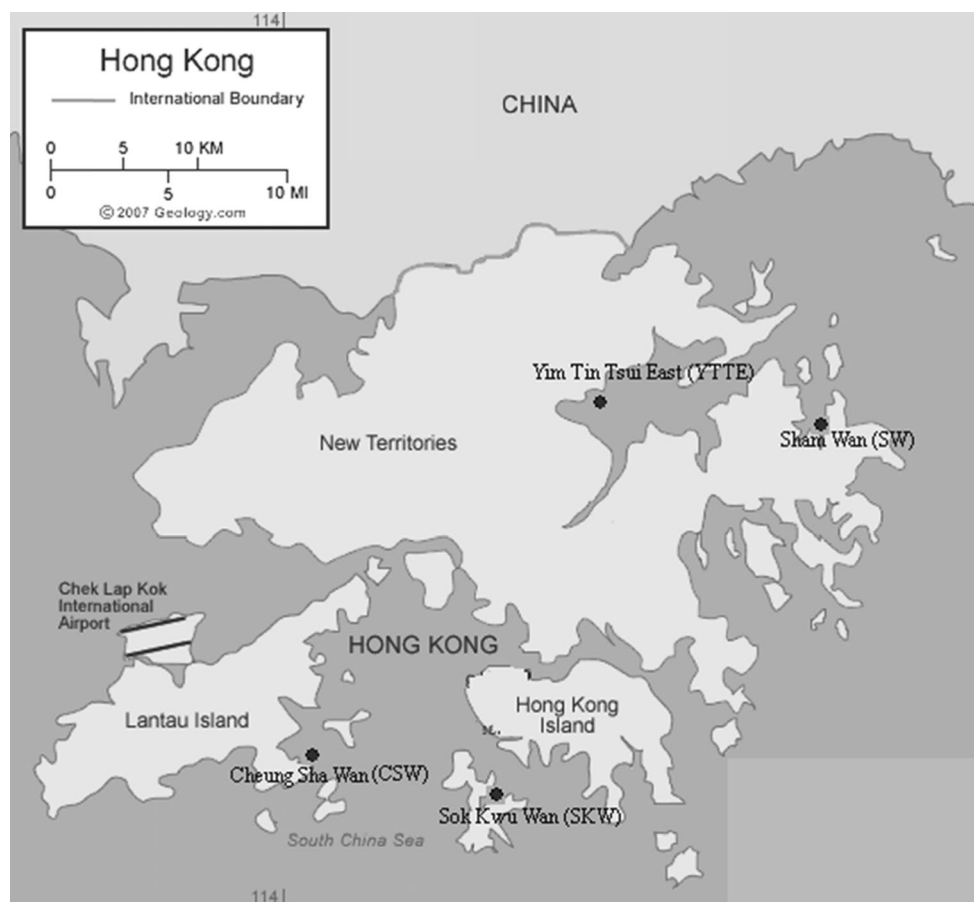 114
Hong Kong
International Boundary
0 5 10 KM
0 5 10 MI
© 2007 Geology.com
CHINA
Yim Tin Tsui East (YTTE)
New Territories
Sham Wan (SW)
Chek Lap Kok
International
Airport
HONG KONG
Hong Kong
Island
Lantau Island
Cheung Sha Wan (CSW)
Sok Kwu Wan (SKW)
South China Sea
114